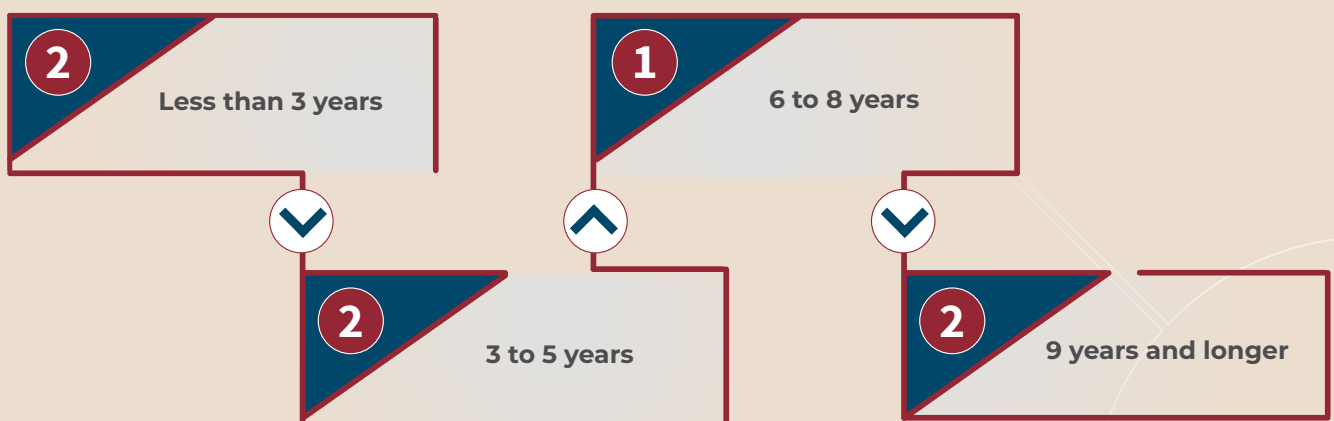 2
Less than 3 years
2
3 to 5 years
1
6 to 8 years
2
9 years and longer